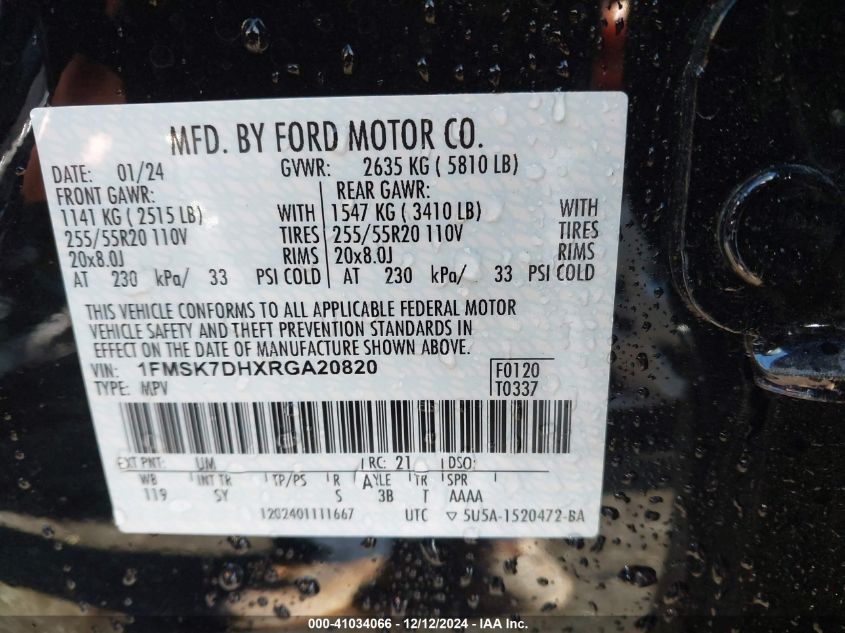 MFD. BY FORD MOTOR CO.
DATE: 01/24 GVWR: 2635 KG ( 5810 LB)
FRONT GAWR: REAR GAWR:
1141 KG ( 2515 LB) WITH 1547 KG ( 3410 LB) WITH
255/55R20 110V TIRES 255/55R20 110V TIRES
20x8.0J RIMS 20x8.0J RIMS
AT 230 kPa/ 33 PSI COLD AT 230 kPa/ 33 PSI COLD
THIS VEHICLE CONFORMS TO ALL APPLICABLE FEDERAL MOTOR
VEHICLE SAFETY AND THEFT PREVENTION STANDARDS IN
EFFECT ON THE DATE OF MANUFACTURE SHOWN ABOVE.
VIN: 1FMSK7DHXRGA20820 F0120
TYPE: MPV T0337
EXT PNT: UM RC: 21 DSO:
WB INT TR TP/PS R AXLE TR SPR
119 SY S 3B T AAAA
1202401111667 UTC ▽ 5U5A-1520472-BA
000-41034066 - 12/12/2024 - IAA Inc.